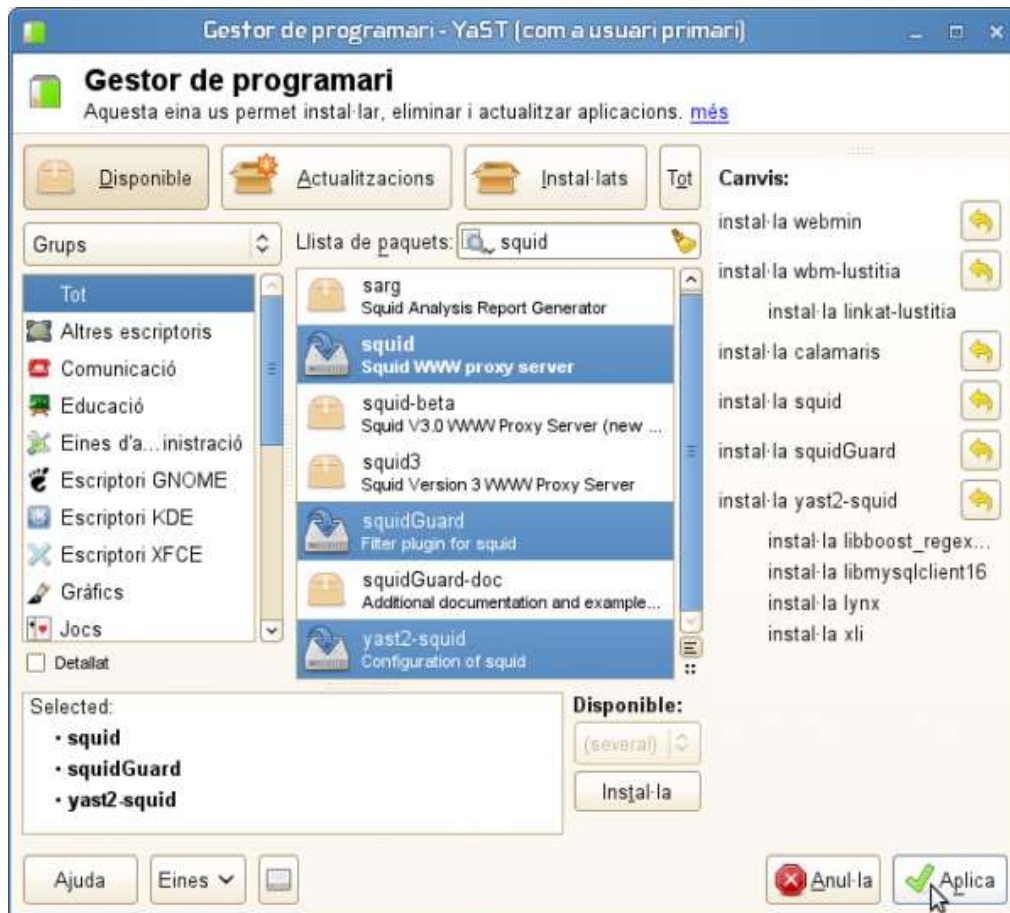 Gestor de programari - YaST (com a usuari primari)
Gestor de programari
Aquesta eina us permet instal·lar, eliminar i actualitzar aplicacions. més
Disponible
Actualitzacions
Instal·lats
Tot
Grups
Llista de paquets:
squid
Tot
Altres escriptoris
Comunicació
Educació
Eines d'a...inistració
Escriptori GNOME
Escriptori KDE
Escriptori XFCE
Gràfics
Jocs
Detallat
sarg
Squid Analysis Report Generator
squid
Squid WWW proxy server
squid-beta
Squid V3.0 WWW Proxy Server (new ...
squid3
Squid Version 3 WWW Proxy Server
squidGuard
Filter plugin for squid
squidGuard-doc
Additional documentation and example...
yast2-squid
Configuration of squid
Canvis:
instal·la webmin
instal·la wbm-lustitia
instal·la linkat-lustitia
instal·la calamaris
instal·la squid
instal·la squidGuard
instal·la yast2-squid
instal·la libboost_regex...
instal·la libmysqlclient16
instal·la lynx
instal·la xli
Selected:
• squid
• squidGuard
• yast2-squid
Disponible:
(several)
Instal·la
Ajuda
Eines
Anul·la
Aplica